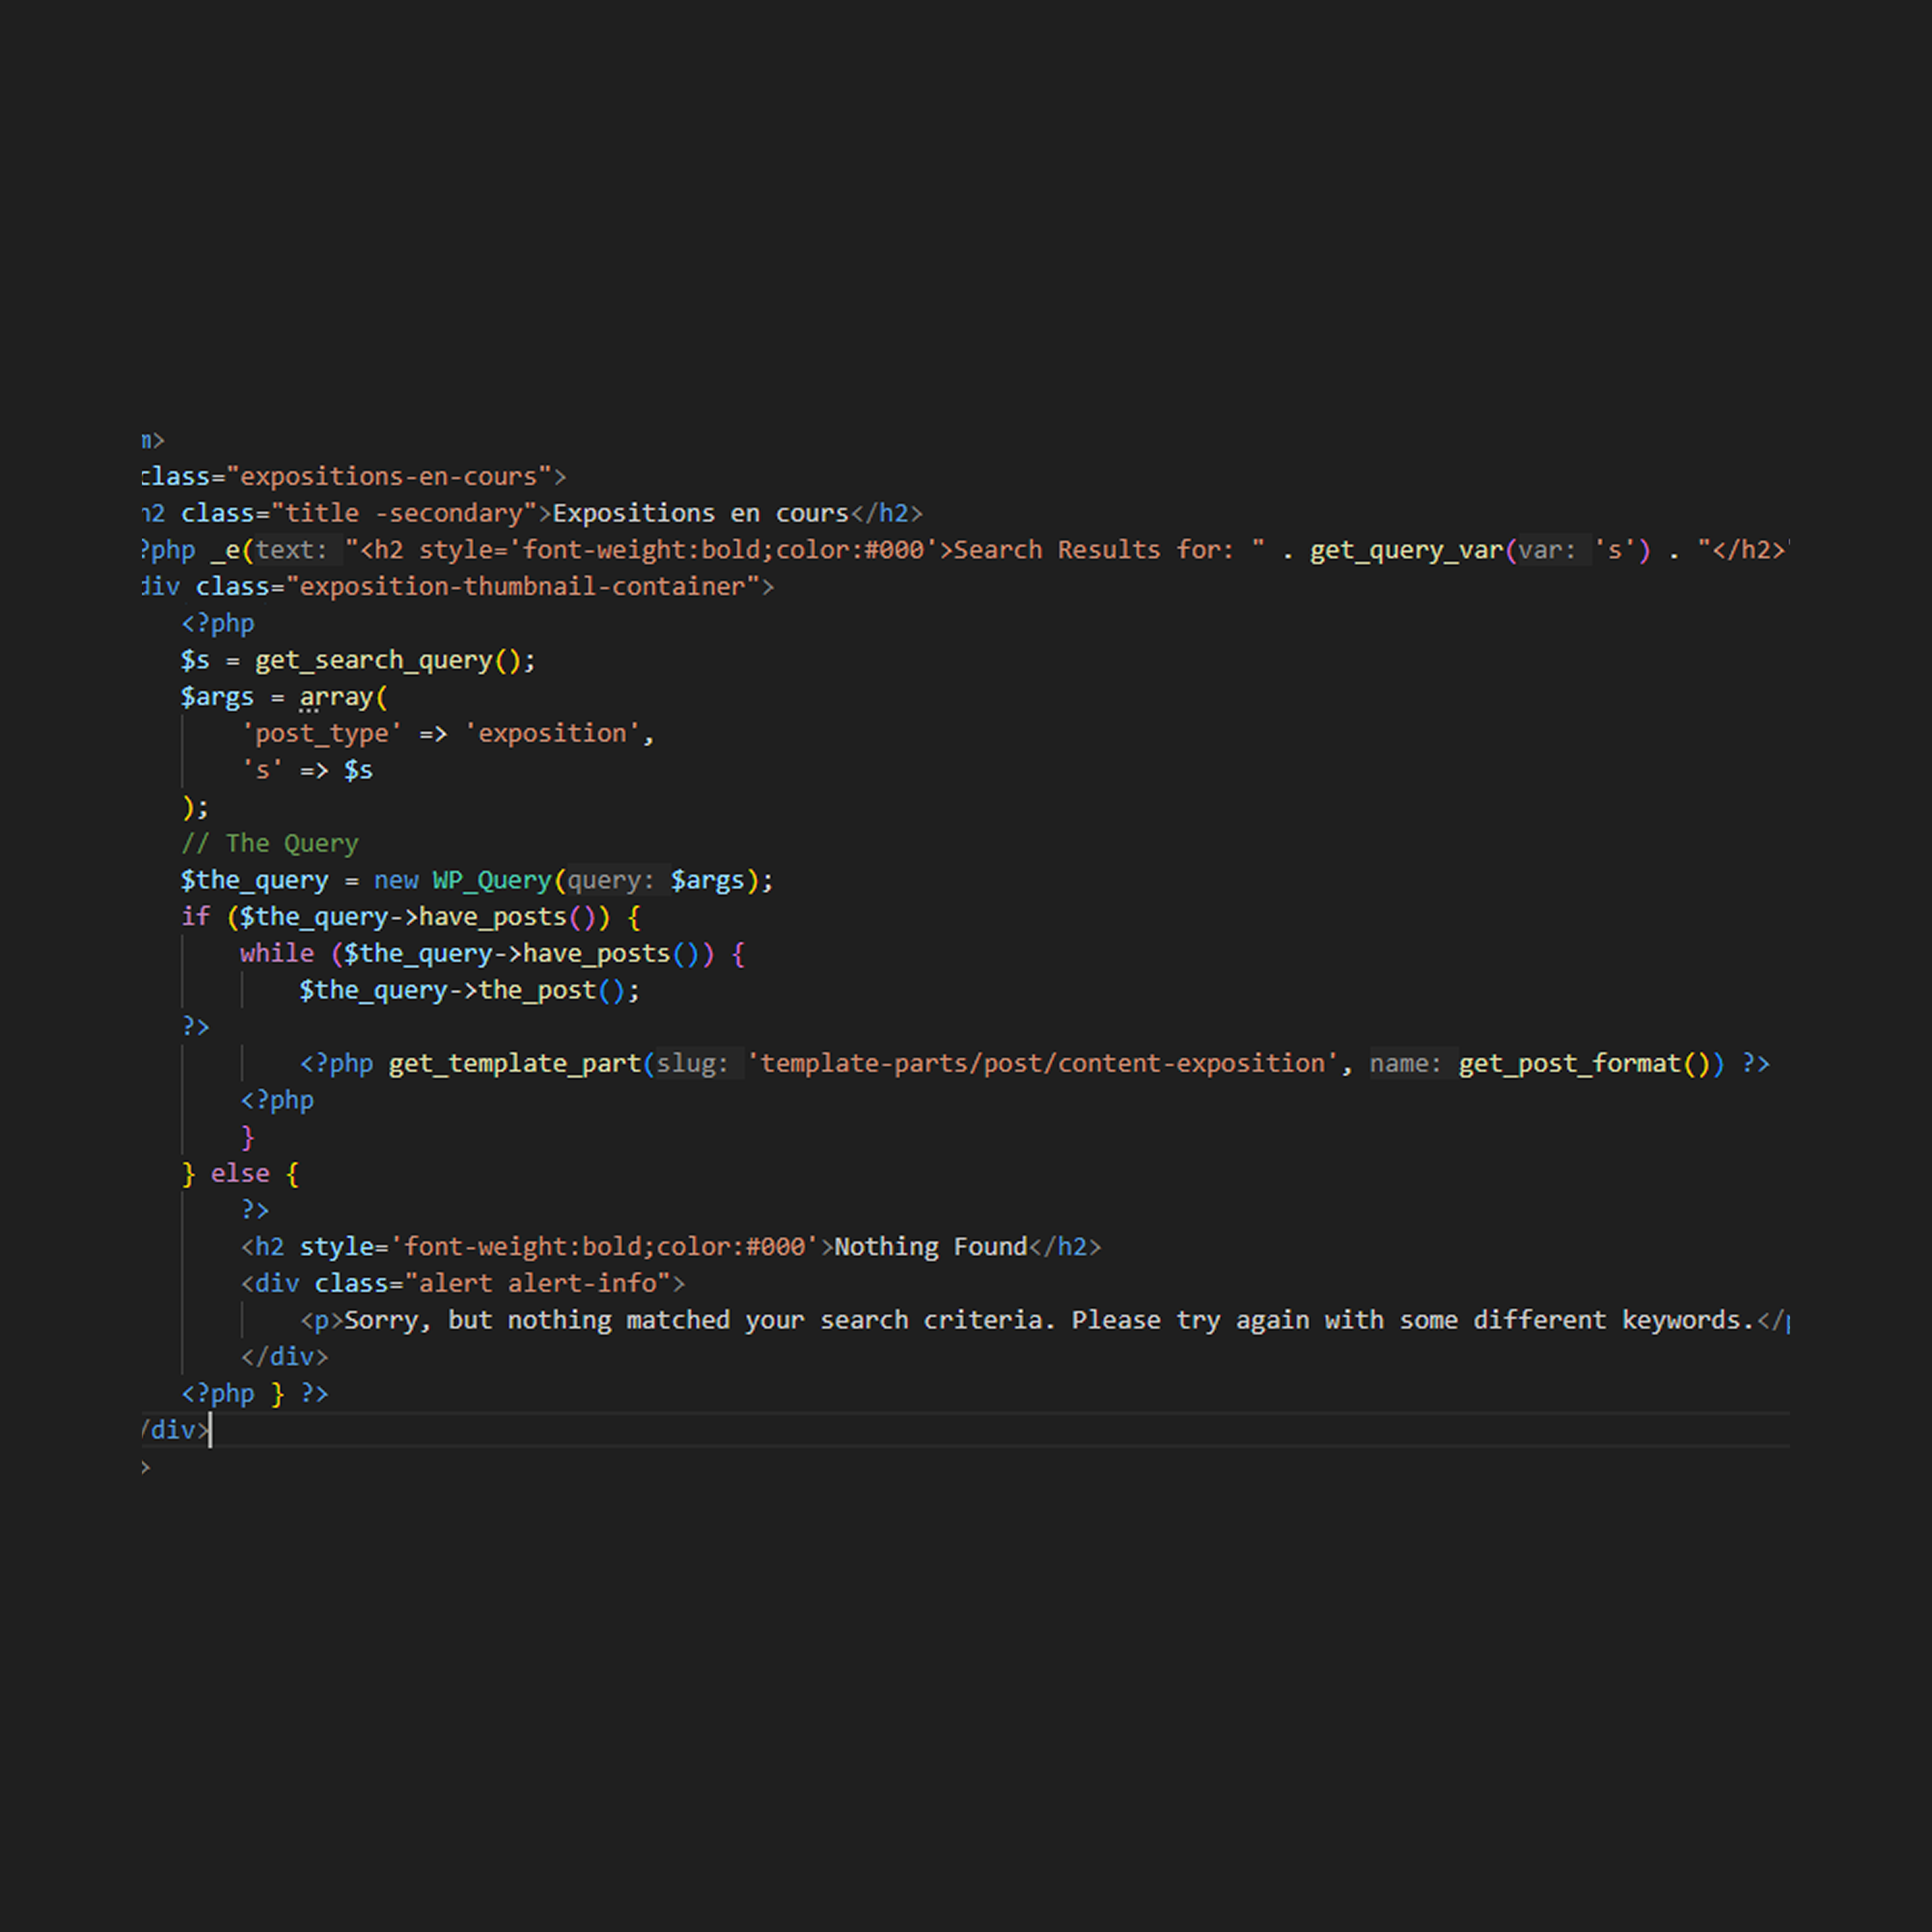 m>
class="expositions-en-cours">
h2 class="title -secondary">Expositions en cours</h2>
?php _e(text: "<h2 style='font-weight:bold;color:#000'>Search Results for: " . get_query_var(var: 's') . "</h2>"
div class="exposition-thumbnail-container">
<?php
$s = get_search_query();
$args = array(
'post_type' => 'exposition',
's' => $s
);
// The Query
$the_query = new WP_Query(query: $args);
if ($the_query->have_posts()) {
while ($the_query->have_posts()) {
$the_query->the_post();
?>
<?php get_template_part(slug: 'template-parts/post/content-exposition', name: get_post_format()) ?>
<?php
}
} else {
?>
<h2 style='font-weight:bold;color:#000'>Nothing Found</h2>
<div class="alert alert-info">
<p>Sorry, but nothing matched your search criteria. Please try again with some different keywords.</p
</div>
<?php } ?>
/div>
>